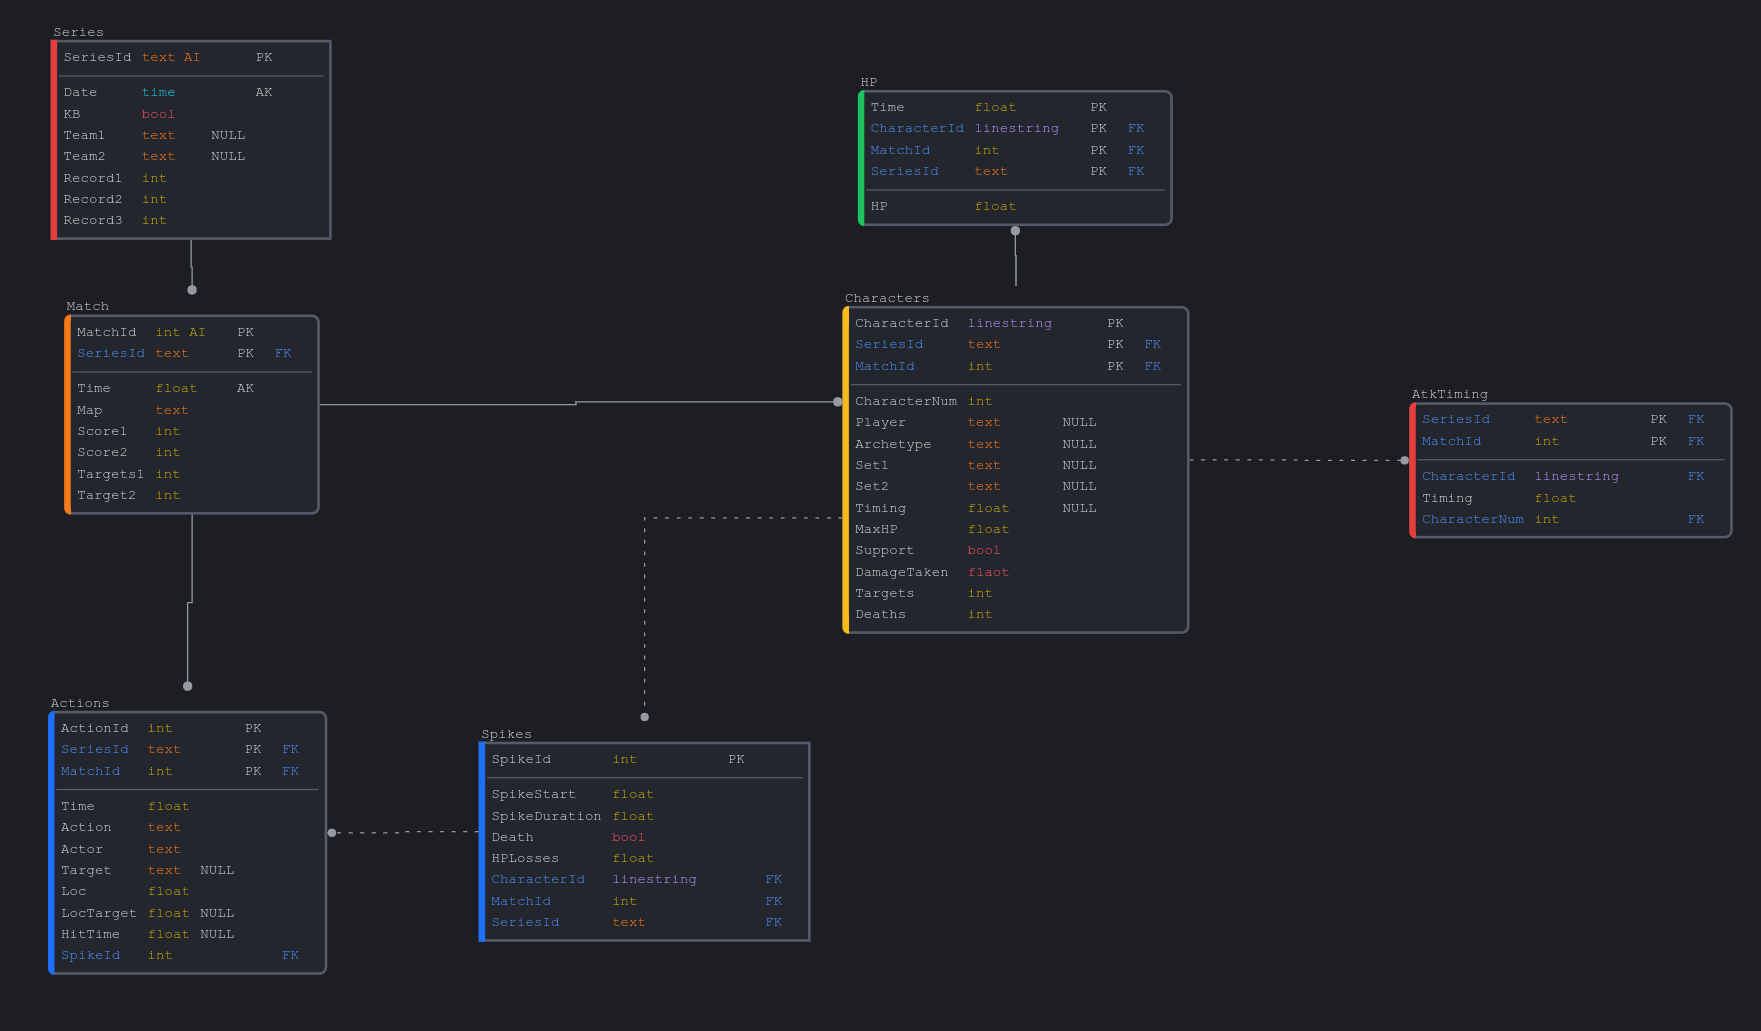 Series
SeriesId text AI PK
Date time AK
KB bool
Team1 text NULL
Team2 text NULL
Record1 int
Record2 int
Record3 int
HP
Time float PK
CharacterId linestring PK FK
MatchId int PK FK
SeriesId text PK FK
HP float
Match
MatchId int AI PK
SeriesId text PK FK
Time float AK
Map text
Score1 int
Score2 int
Targets1 int
Target2 int
Characters
CharacterId linestring PK
SeriesId text PK FK
MatchId int PK FK
CharacterNum int
Player text NULL
Archetype text NULL
Set1 text NULL
Set2 text NULL
Timing float NULL
MaxHP float
Support bool
DamageTaken flaot
Targets int
Deaths int
AtkTiming
SeriesId text PK FK
MatchId int PK FK
CharacterId linestring FK
Timing float
CharacterNum int FK
Actions
ActionId int PK
SeriesId text PK FK
MatchId int PK FK
Time float
Action text
Actor text
Target text NULL
Loc float
LocTarget float NULL
HitTime float NULL
SpikeId int FK
Spikes
SpikeId int PK
SpikeStart float
SpikeDuration float
Death bool
HPLosses float
CharacterId linestring FK
MatchId int FK
SeriesId text FK